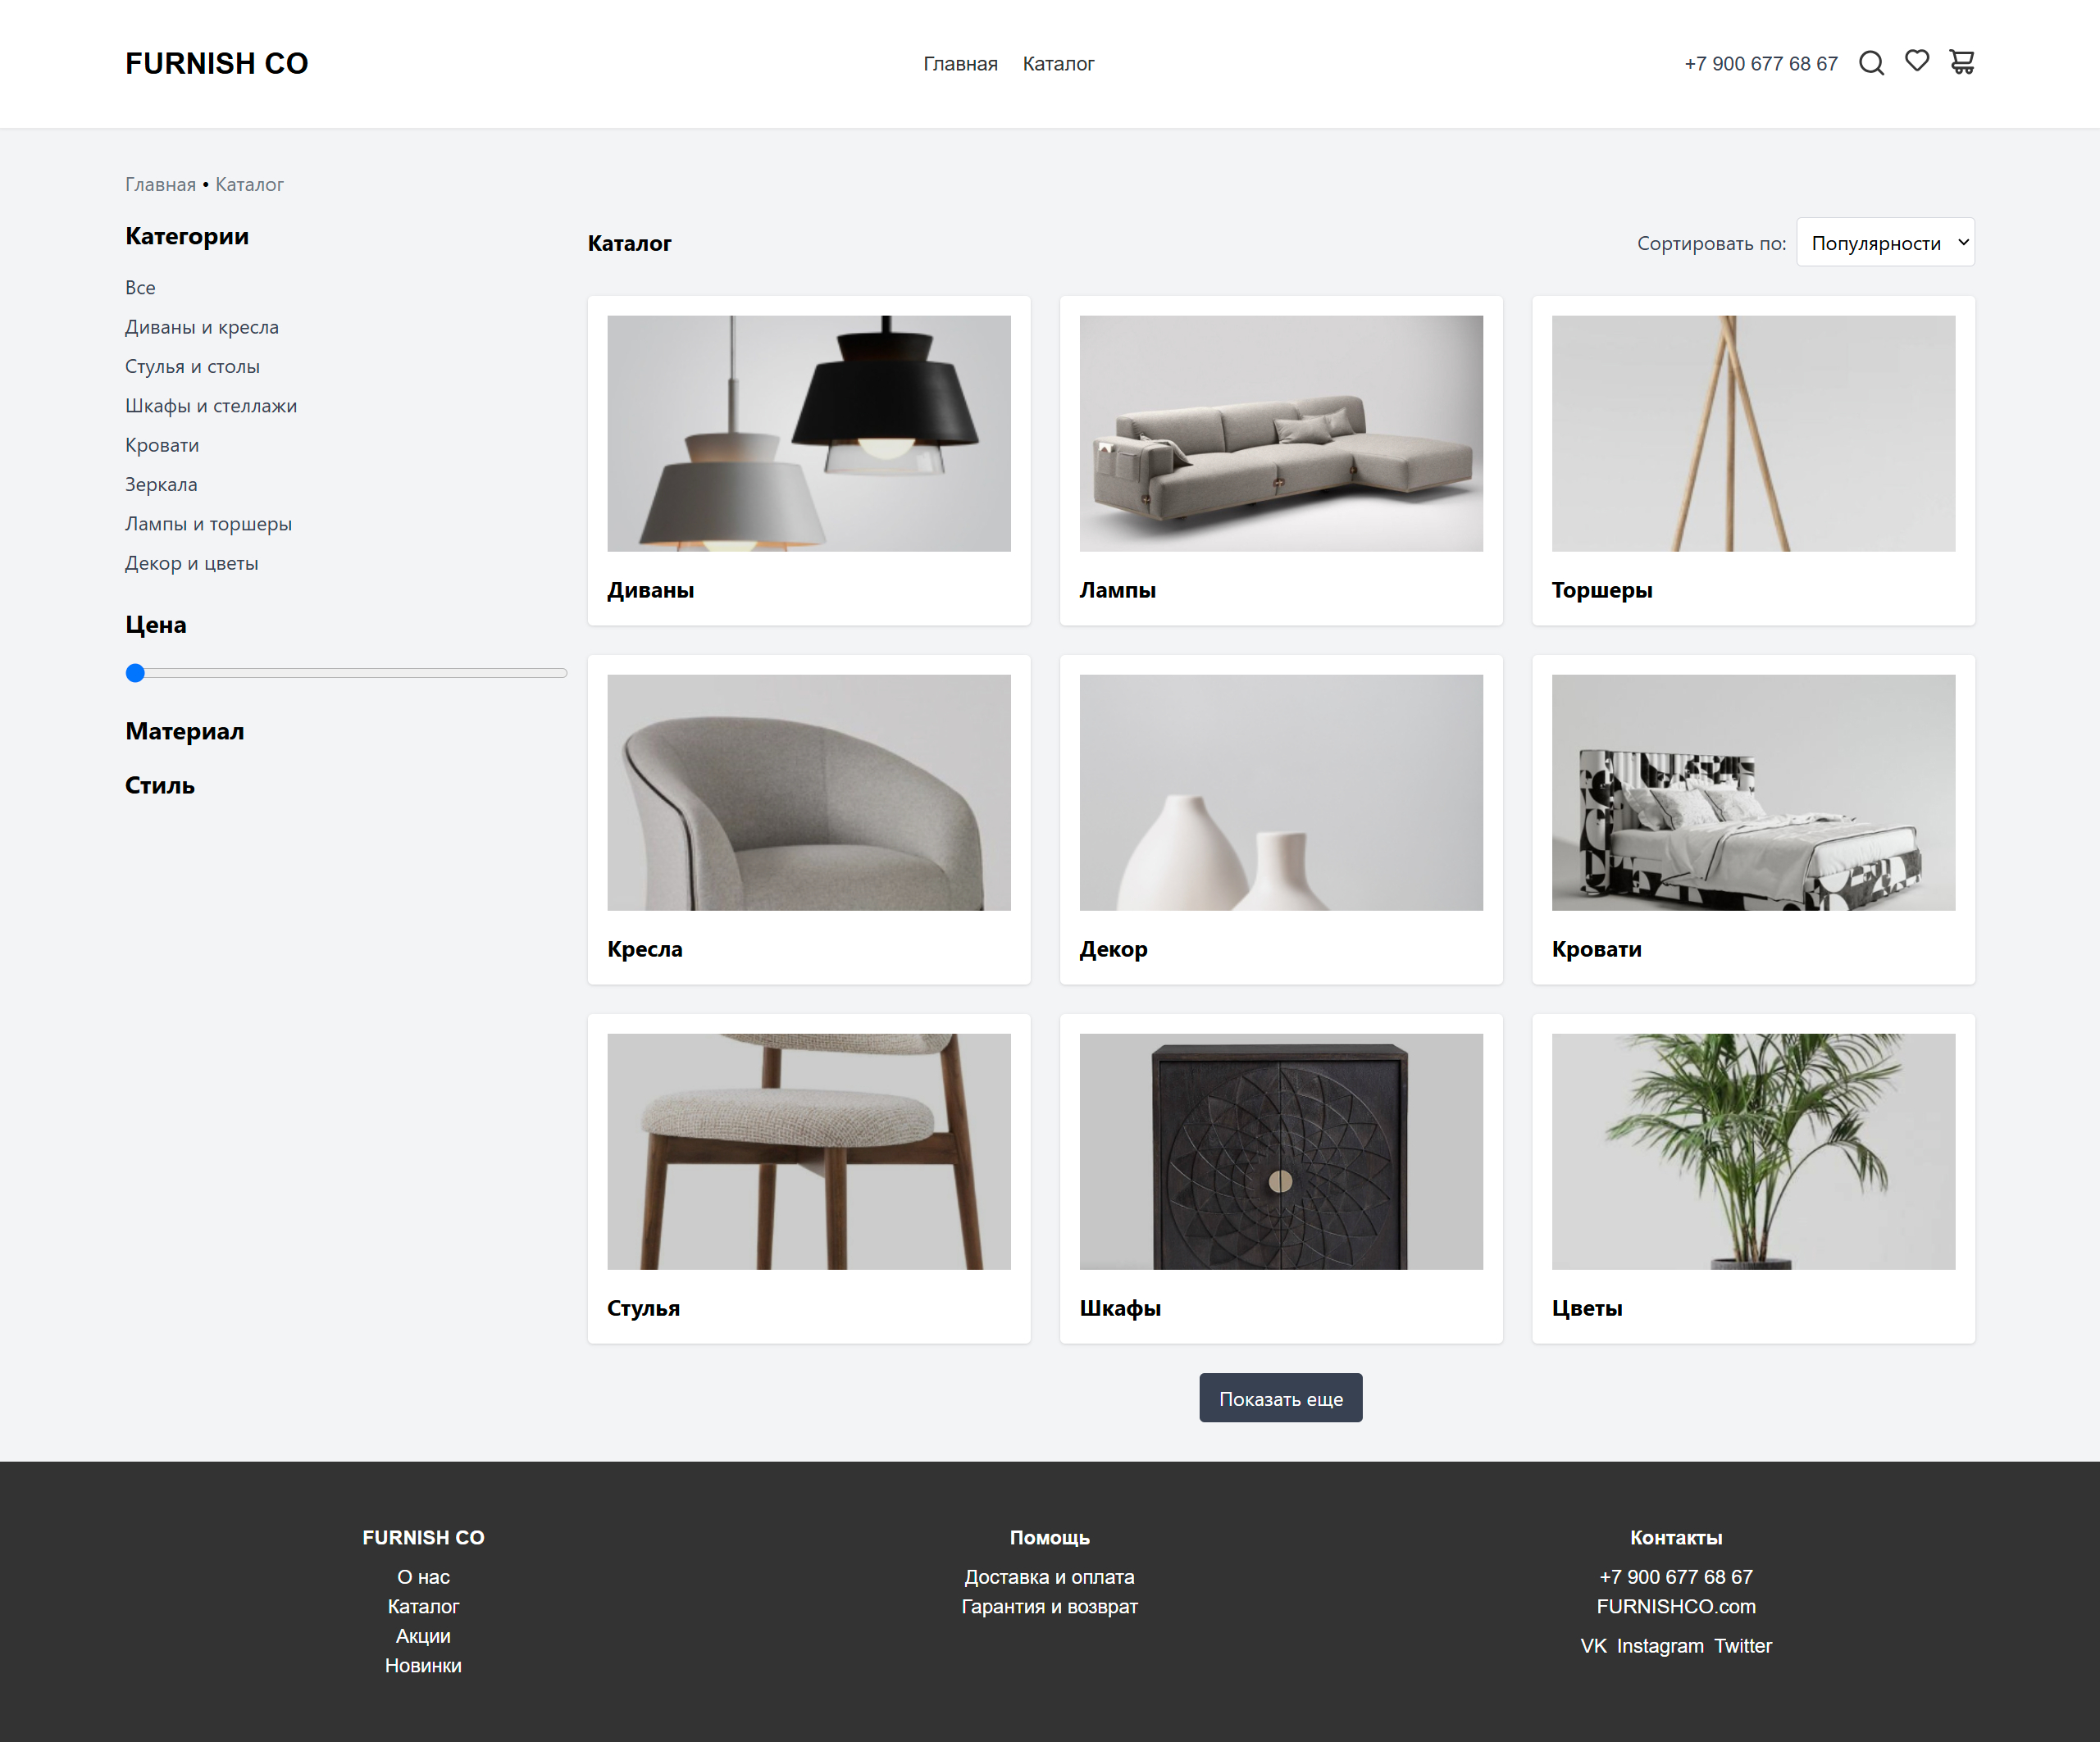 FURNISH CO
Главная Каталог
+7 900 677 68 67
Главная • Каталог
Категории
Все
Диваны и кресла
Стулья и столы
Шкафы и стеллажи
Кровати
Зеркала
Лампы и торшеры
Декор и цветы
Цена
Материал
Стиль
Каталог
Сортировать по: Популярности
Диваны
Лампы
Торшеры
Кресла
Декор
Кровати
Стулья
Шкафы
Цветы
Показать еще
FURNISH CO
О нас
Каталог
Акции
Новинки
Помощь
Доставка и оплата
Гарантия и возврат
Контакты
+7 900 677 68 67
FURNISHCO.com
VK Instagram Twitter